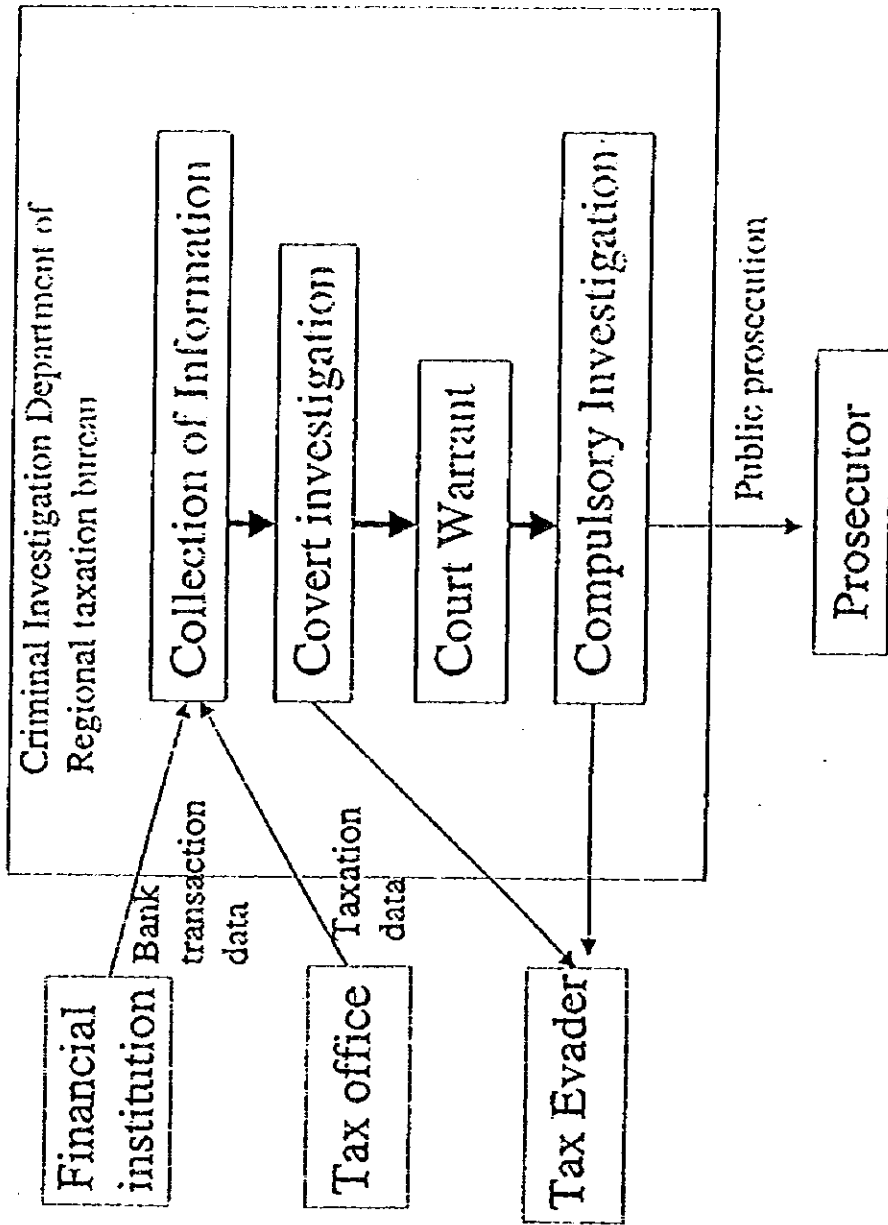 Criminal Investigation Department of
Regional taxation bureau
Financial
institution
Bank
transaction
data
Collection of Information
Tax office
Taxation
data
Covert investigation
Court Warrant
Tax Evader
Compulsory Investigation
Public prosecution
Prosecutor